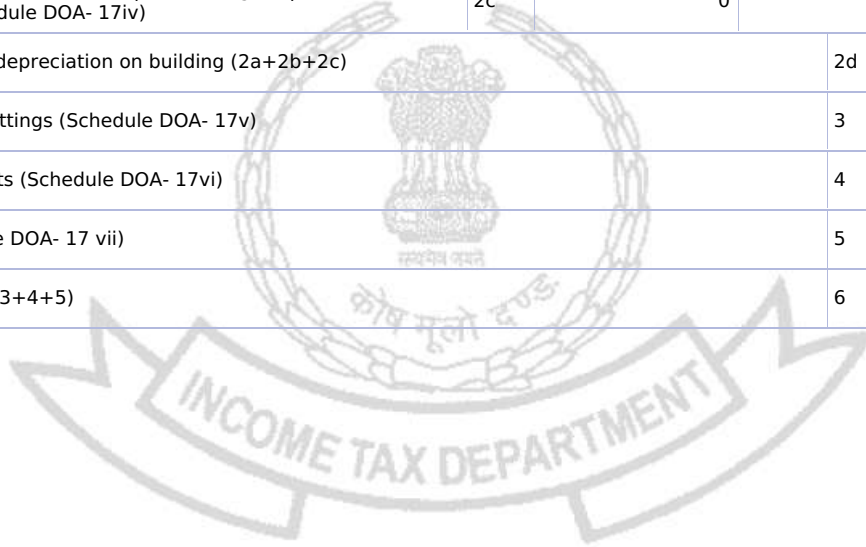 dule DOA- 17iv) 2c 0
depreciation on building (2a+2b+2c) 2d
ttings (Schedule DOA- 17v) 3
ts (Schedule DOA- 17vi) 4
e DOA- 17 vii) 5
3+4+5) 6
सत्यमेव जयते
कोष मूलो दण्ड:
INCOME TAX DEPARTMENT